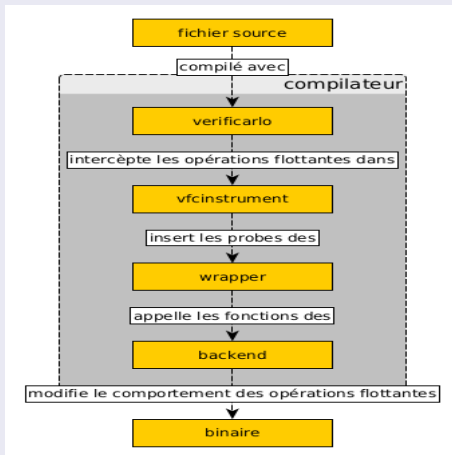 fichier source
compilé avec
compilateur
verificarlo
intercèpte les opérations flottantes dans
vfcinstrument
insert les probes des
wrapper
appelle les fonctions des
backend
modifie le comportement des opérations flottantes
binaire